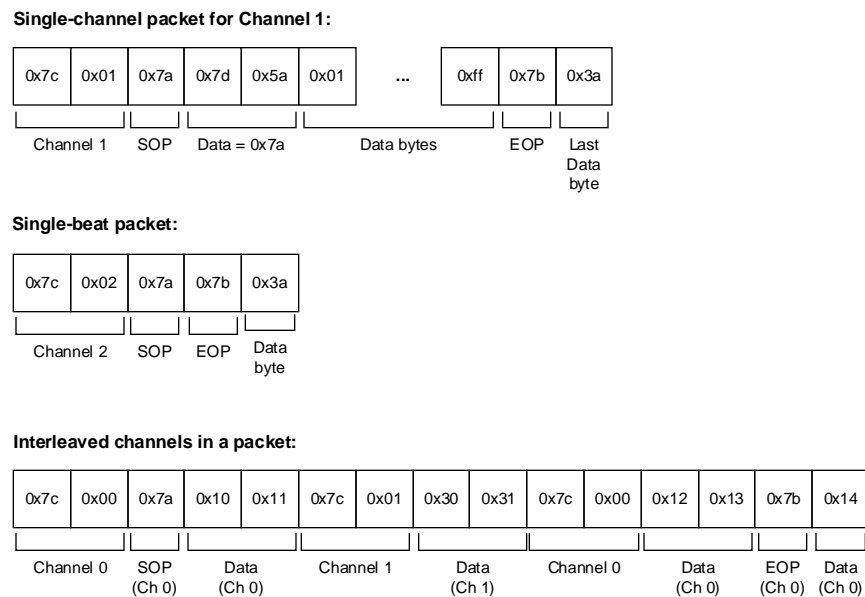 Single-channel packet for Channel 1:
0x7c 0x01 0x7a 0x7d 0x5a 0x01 ... 0xff 0x7b 0x3a
Channel 1 SOP Data = 0x7a Data bytes EOP Last
Data
byte
Single-beat packet:
0x7c 0x02 0x7a 0x7b 0x3a
Channel 2 SOP EOP Data
byte
Interleaved channels in a packet:
0x7c 0x00 0x7a 0x10 0x11 0x7c 0x01 0x30 0x31 0x7c 0x00 0x12 0x13 0x7b 0x14
Channel 0 SOP Data Channel 1 Data Channel 0 Data EOP Data
(Ch 0) (Ch 0) (Ch 1) (Ch 0) (Ch 0) (Ch 0)